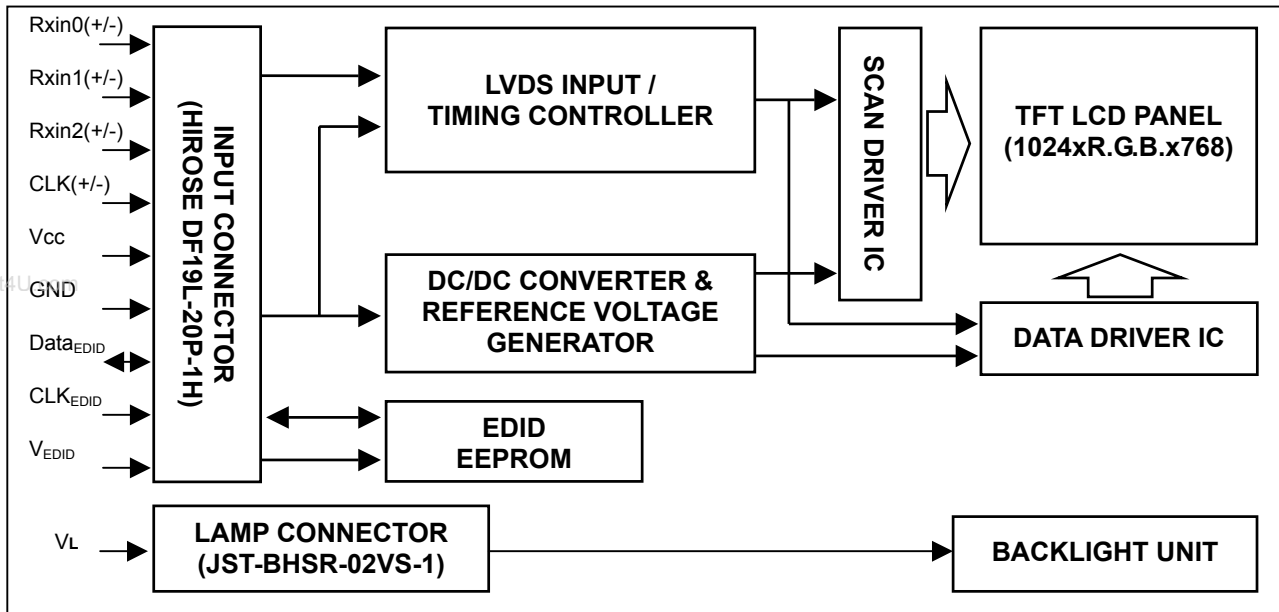 Rxin0(+/-)
Rxin1(+/-)
Rxin2(+/-)
CLK(+/-)
Vcc
GND
DataEDID
CLKEDID
VEDID
VL
INPUT CONNECTOR
(HIROSE DF19L-20P-1H)
LVDS INPUT /
TIMING CONTROLLER
DC/DC CONVERTER &
REFERENCE VOLTAGE
GENERATOR
EDID
EEPROM
SCAN DRIVER IC
TFT LCD PANEL
(1024xR.G.B.x768)
DATA DRIVER IC
LAMP CONNECTOR
(JST-BHSR-02VS-1)
BACKLIGHT UNIT